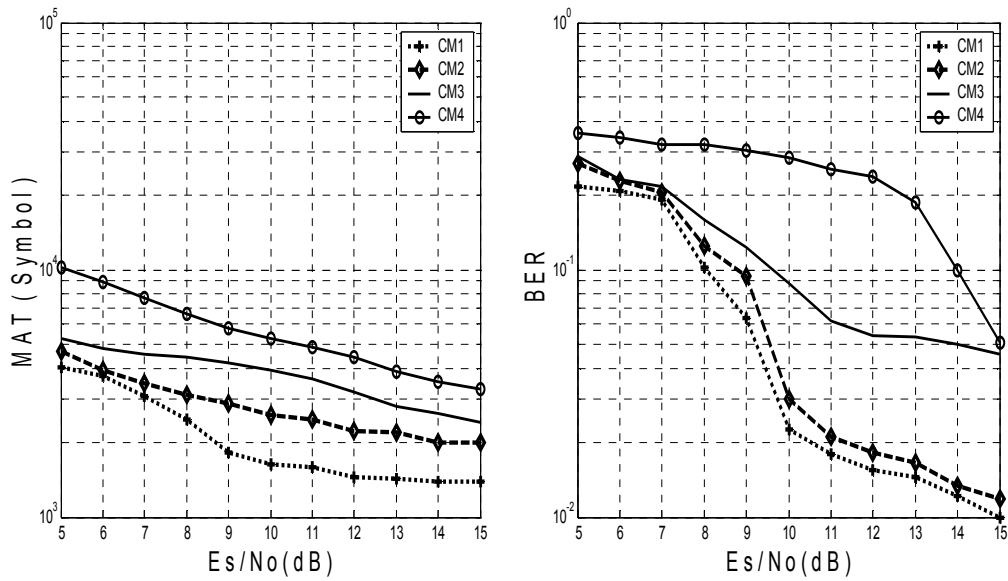 10^5
10^4
10^3
MAT (Symbol)
CM1
CM2
CM3
CM4
5 6 7 8 9 10 11 12 13 14 15
Es/No(dB)
10^0
10^-1
10^-2
BER
CM1
CM2
CM3
CM4
5 6 7 8 9 10 11 12 13 14 15
Es/No(dB)